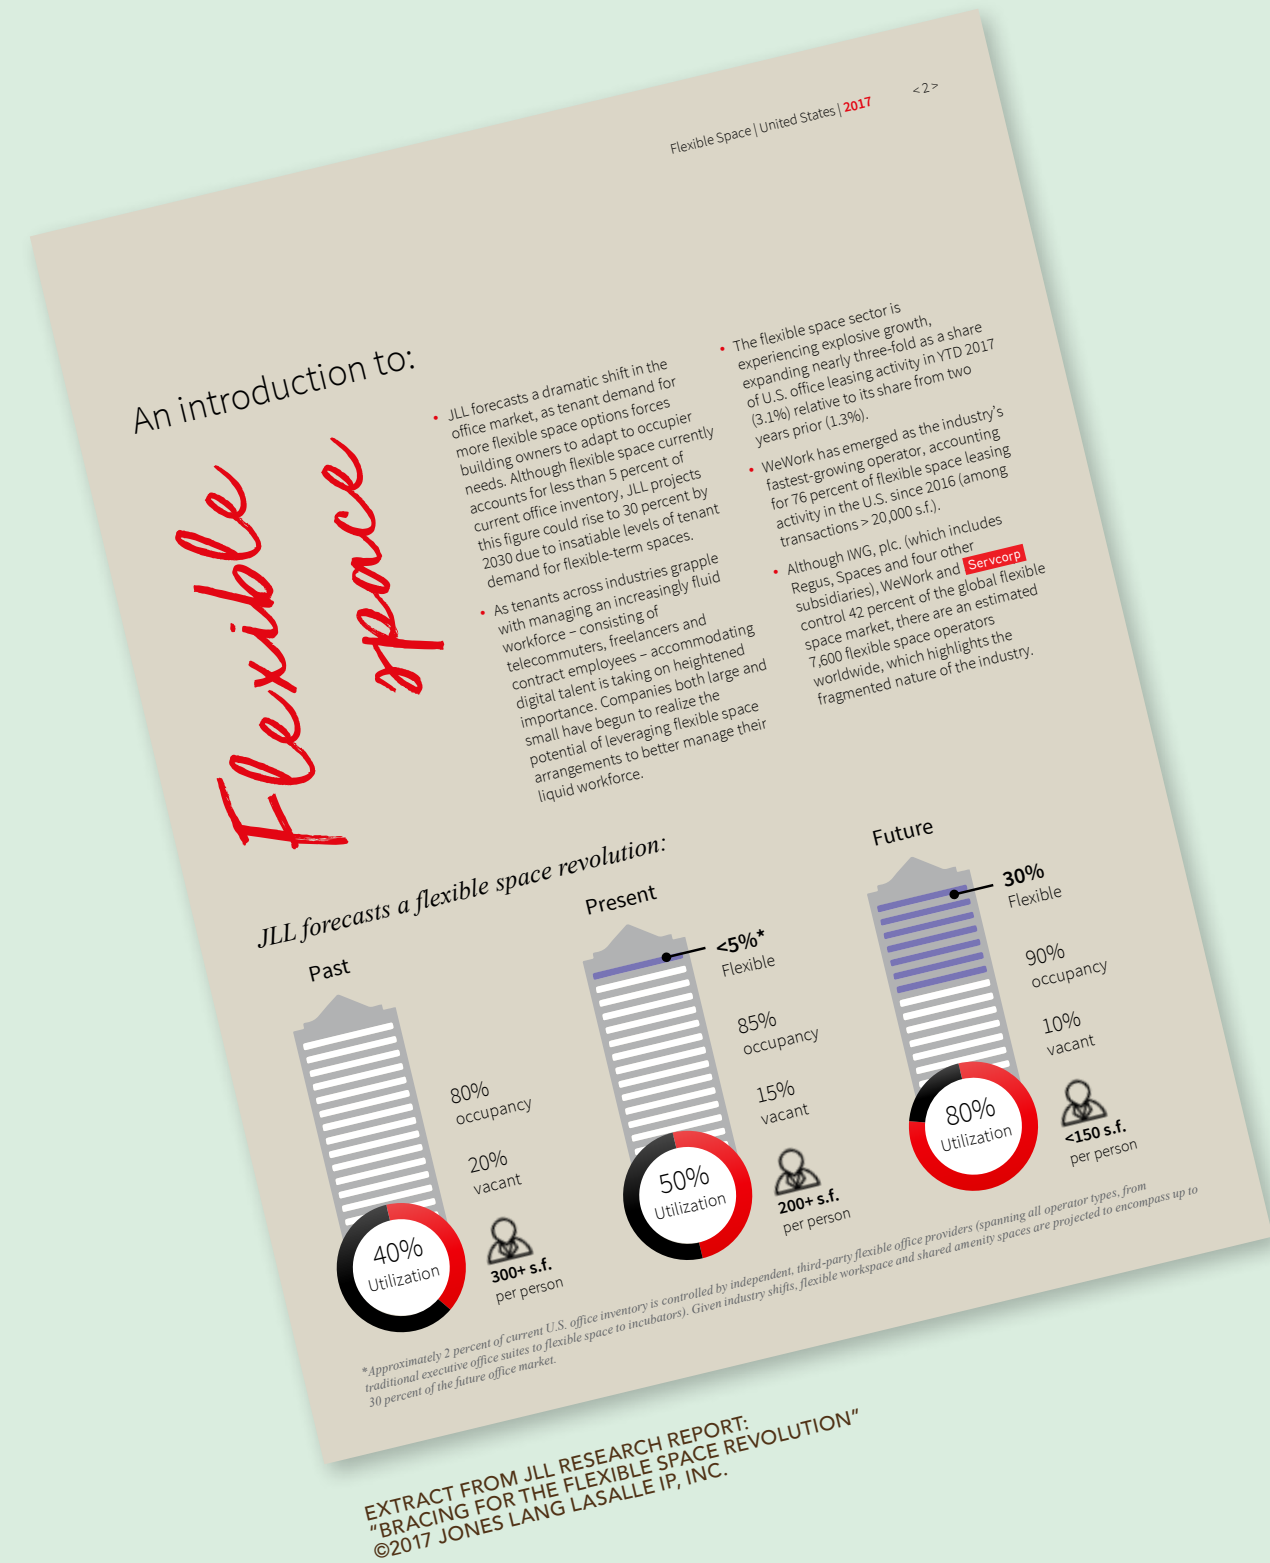 Flexible Space | United States | 2017
< 2 >
An introduction to:
Flexible
space
• JLL forecasts a dramatic shift in the
office market, as tenant demand for
more flexible space options forces
building owners to adapt to occupier
needs. Although flexible space currently
accounts for less than 5 percent of
current office inventory, JLL projects
this figure could rise to 30 percent by
2030 due to insatiable levels of tenant
demand for flexible-term spaces.
• As tenants across industries grapple
with managing an increasingly fluid
workforce – consisting of
telecommuters, freelancers and
contract employees – accommodating
digital talent is taking on heightened
importance. Companies both large and
small have begun to realize the
potential of leveraging flexible space
arrangements to better manage their
liquid workforce.
• The flexible space sector is
experiencing explosive growth,
expanding nearly three-fold as a share
of U.S. office leasing activity in YTD 2017
(3.1%) relative to its share from two
years prior (1.3%).
• WeWork has emerged as the industry's
fastest-growing operator, accounting
for 76 percent of flexible space leasing
activity in the U.S. since 2016 (among
transactions > 20,000 s.f.).
• Although IWG, plc. (which includes
Regus, Spaces and four other
subsidiaries), WeWork and Servcorp
control 42 percent of the global flexible
space market, there are an estimated
7,600 flexible space operators
worldwide, which highlights the
fragmented nature of the industry.
JLL forecasts a flexible space revolution:
Past
80%
occupancy
20%
vacant
40%
Utilization
300+ s.f.
per person
Present
<5%*
Flexible
85%
occupancy
15%
vacant
50%
Utilization
200+ s.f.
per person
Future
30%
Flexible
90%
occupancy
10%
vacant
80%
Utilization
<150 s.f.
per person
*Approximately 2 percent of current U.S. office inventory is controlled by independent, third-party flexible office providers (spanning all operator types, from
traditional executive office suites to flexible space to incubators). Given industry shifts, flexible workspace and shared amenity spaces are projected to encompass up to
30 percent of the future office market.
EXTRACT FROM JLL RESEARCH REPORT:
"BRACING FOR THE FLEXIBLE SPACE REVOLUTION"
©2017 JONES LANG LASALLE IP, INC.